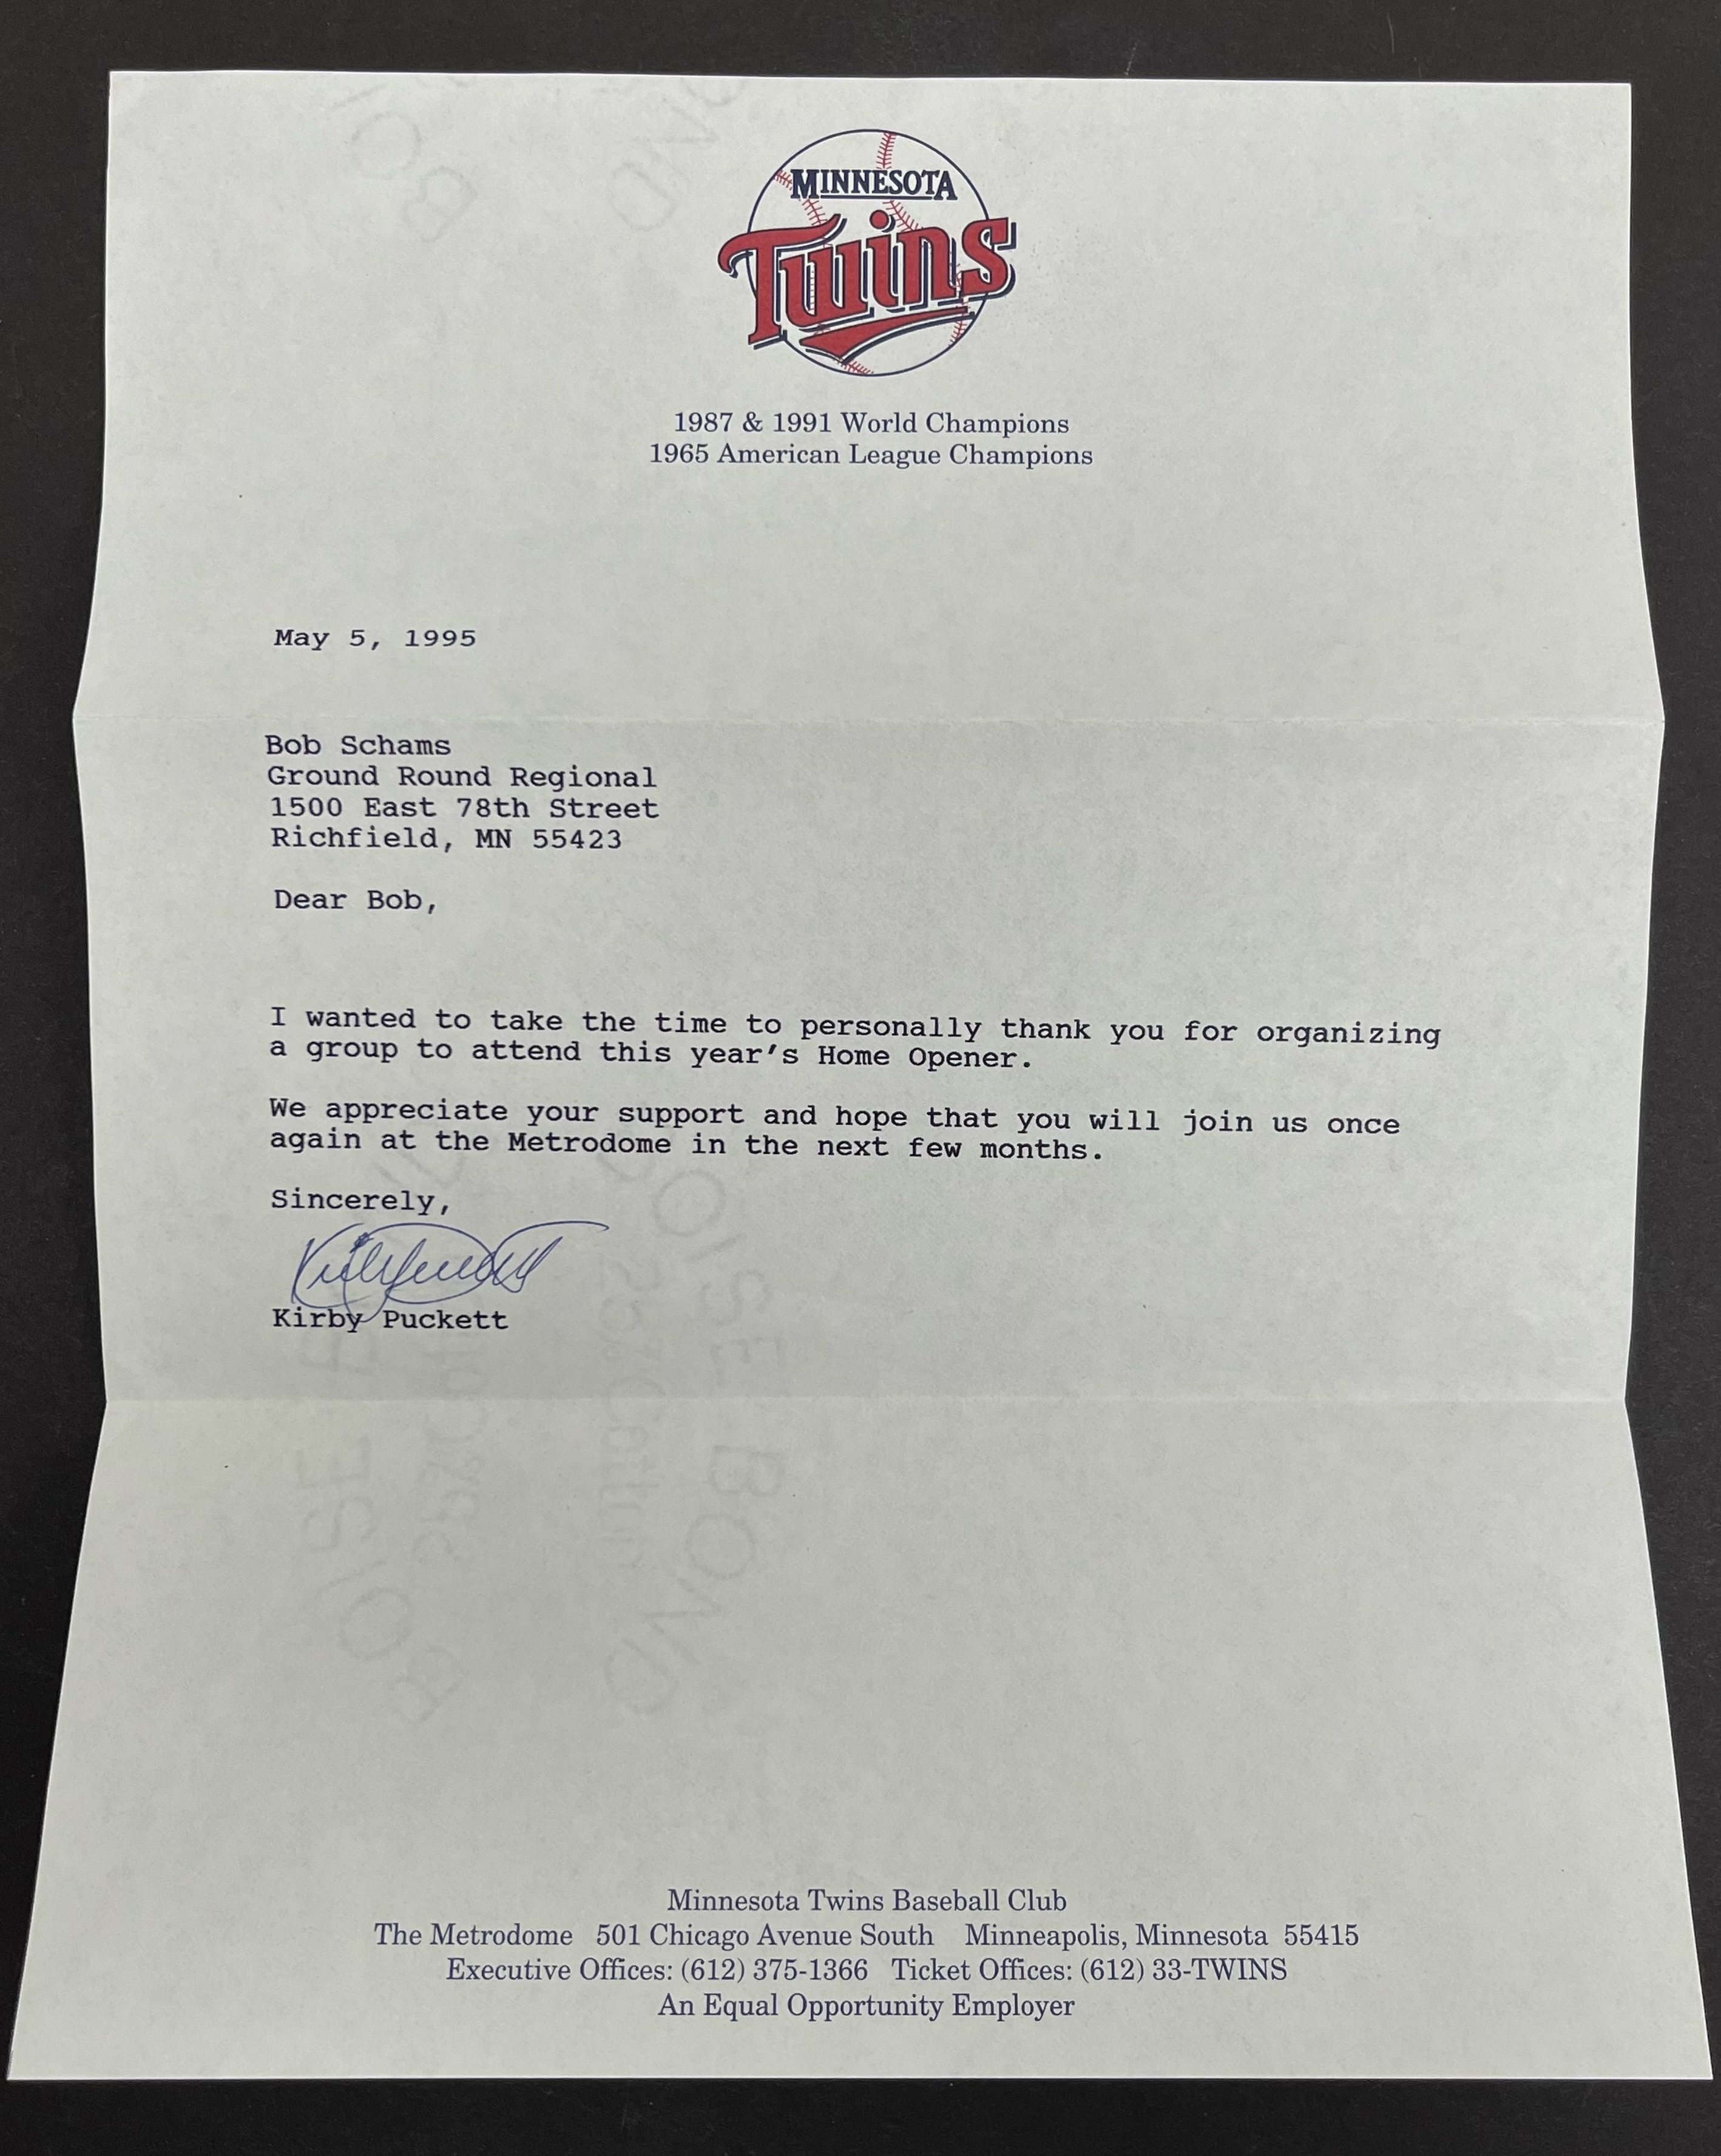 MINNESOTA
Twins
1987 & 1991 World Champions
1965 American League Champions
May 5, 1995
Bob Schams
Ground Round Regional
1500 East 78th Street
Richfield, MN 55423
Dear Bob,
I wanted to take the time to personally thank you for organizing
a group to attend this year's Home Opener.
We appreciate your support and hope that you will join us once
again at the Metrodome in the next few months.
Sincerely,
Kirby Puckett
Kirby Puckett
Minnesota Twins Baseball Club
The Metrodome 501 Chicago Avenue South Minneapolis, Minnesota 55415
Executive Offices: (612) 375-1366 Ticket Offices: (612) 33-TWINS
An Equal Opportunity Employer